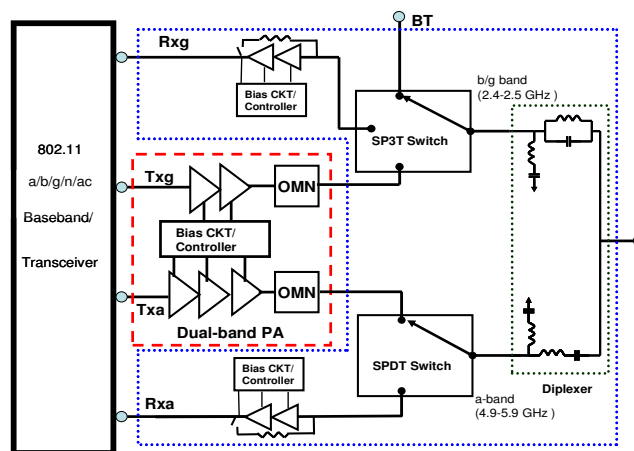 BT
Rxg
Bias CKT/
Controller
b/g band
(2.4-2.5 GHz )
SP3T Switch
802.11
a/b/g/n/ac
Baseband/
Transceiver
Txg
OMN
Bias CKT/
Controller
OMN
Txa
Dual-band PA
SPDT Switch
Bias CKT/
Controller
Rxa
a-band
(4.9-5.9 GHz )
Diplexer